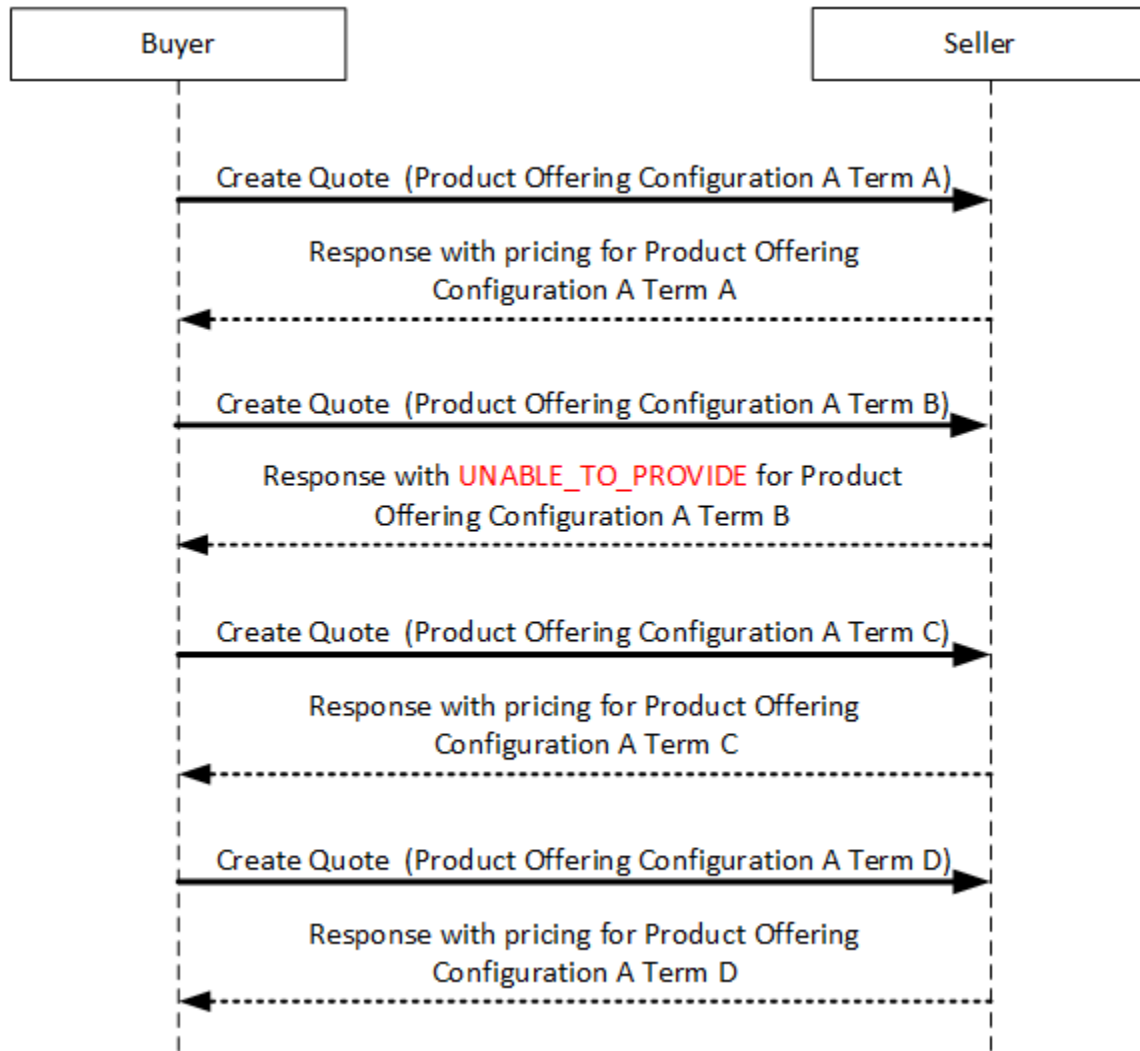 Buyer
Seller
Create Quote  (Product Offering Configuration A Term A)
Response with pricing for Product Offering
Configuration A Term A
Create Quote  (Product Offering Configuration A Term B)
Response with UNABLE_TO_PROVIDE for Product
Offering Configuration A Term B
Create Quote  (Product Offering Configuration A Term C)
Response with pricing for Product Offering
Configuration A Term C
Create Quote  (Product Offering Configuration A Term D)
Response with pricing for Product Offering
Configuration A Term D